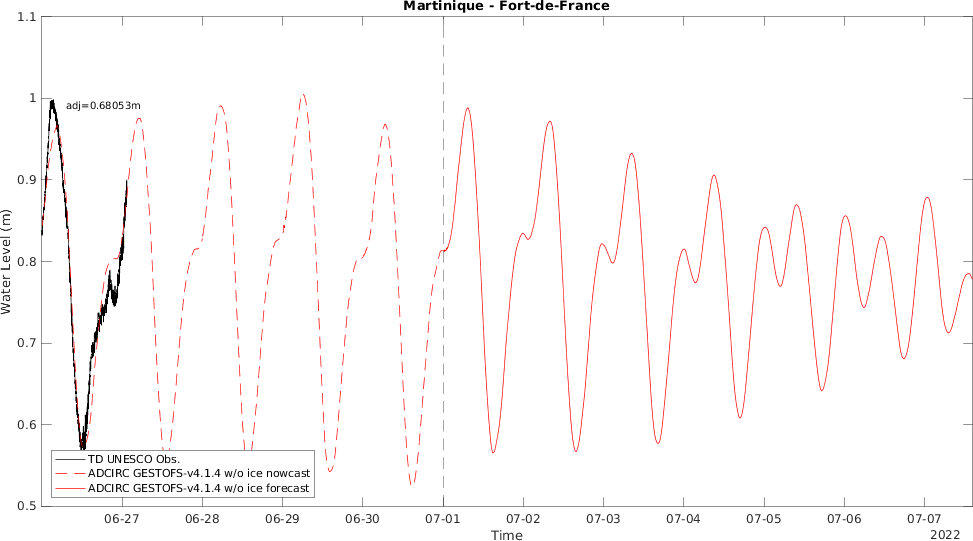 Martinique - Fort-de-France
1.1
1
0.9
0.8
0.7
0.6
0.5
Water Level (m)
adj=0.68053m
TD UNESCO Obs.
ADCIRC GESTOFS-v4.1.4 w/o ice nowcast
ADCIRC GESTOFS-v4.1.4 w/o ice forecast
06-27 06-28 06-29 06-30 07-01 07-02 07-03 07-04 07-05 07-06 07-07
Time
2022